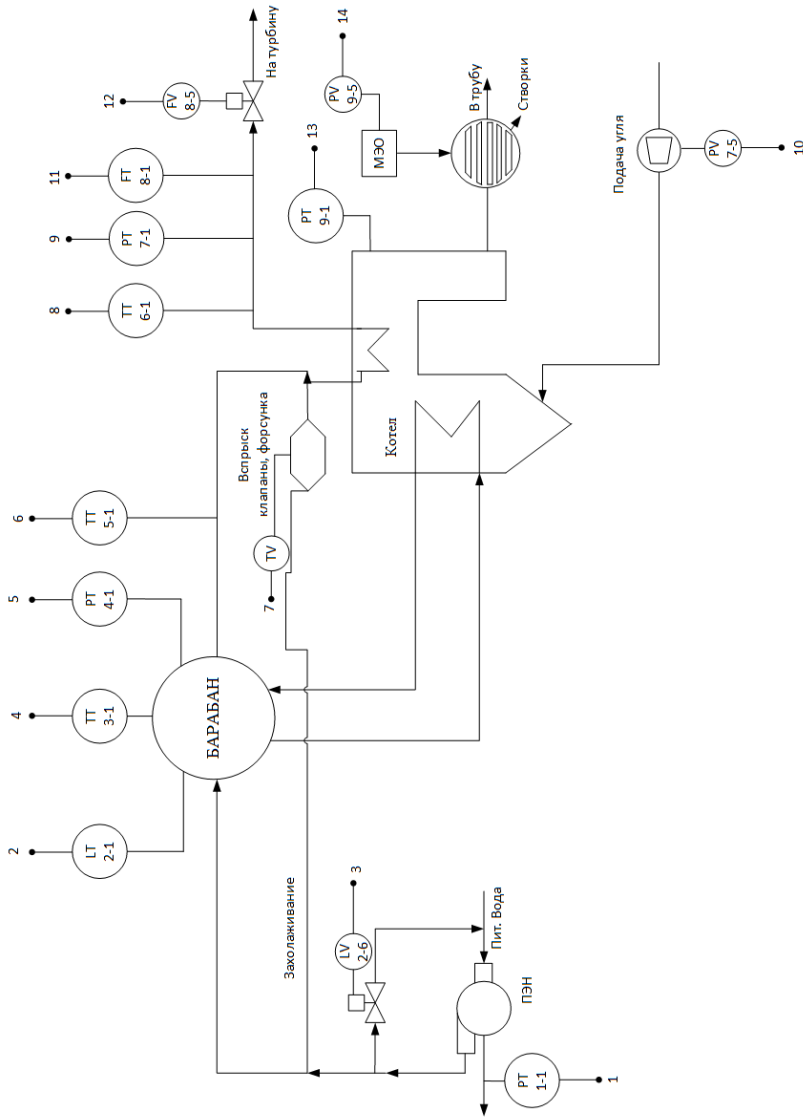 2
LT
2-1
4
TT
3-1
5
PT
4-1
6
TT
5-1
8
TT
6-1
9
PT
7-1
11
FT
8-1
12
FV
8-5
На турбину
БАРАБАН
7
TV
Вспрыск
клапаны, форсунка
13
PT
9-1
14
PV
9-5
МЭО
В трубу
Створки
Захолаживание
3
LV
2-6
Котел
Пит. Вода
ПЭН
PT
1-1
1
Подача угля
PV
7-5
10